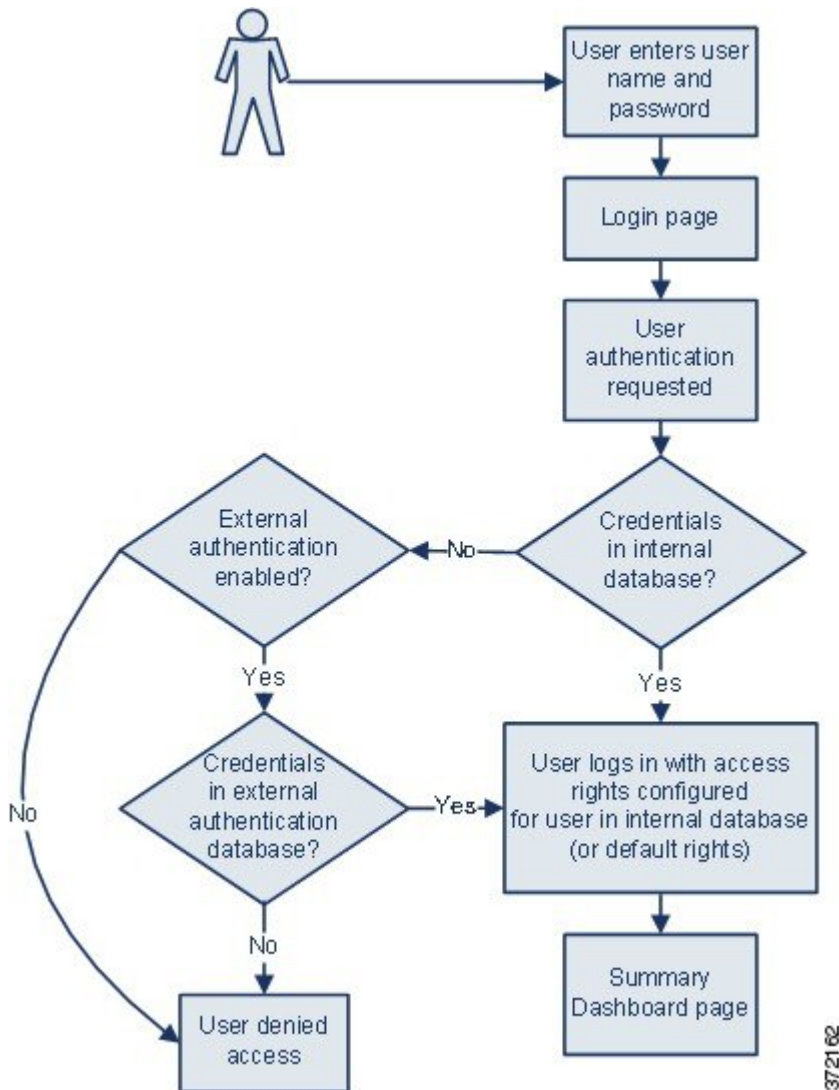 User enters user
name and
password
Login page
User
authentication
requested
Credentials
in internal
database?
No
External
authentication
enabled?
Yes
Yes
Credentials
in external
authentication
database?
Yes
User logs in with access
rights configured
for user in internal database
(or default rights)
No
No
User denied
access
Summary
Dashboard page
372162